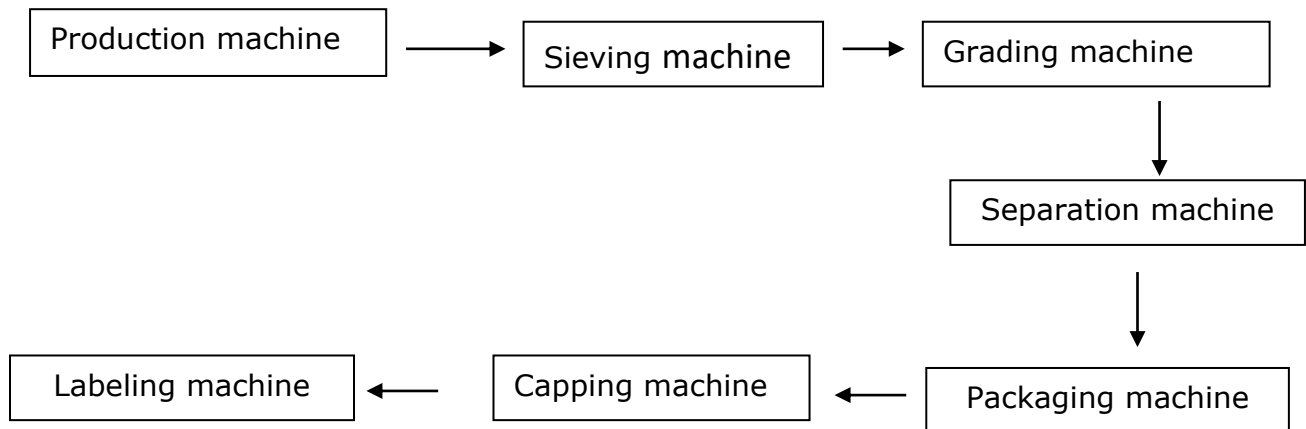 Production machine
Sieving machine
Grading machine
Separation machine
Packaging machine
Capping machine
Labeling machine